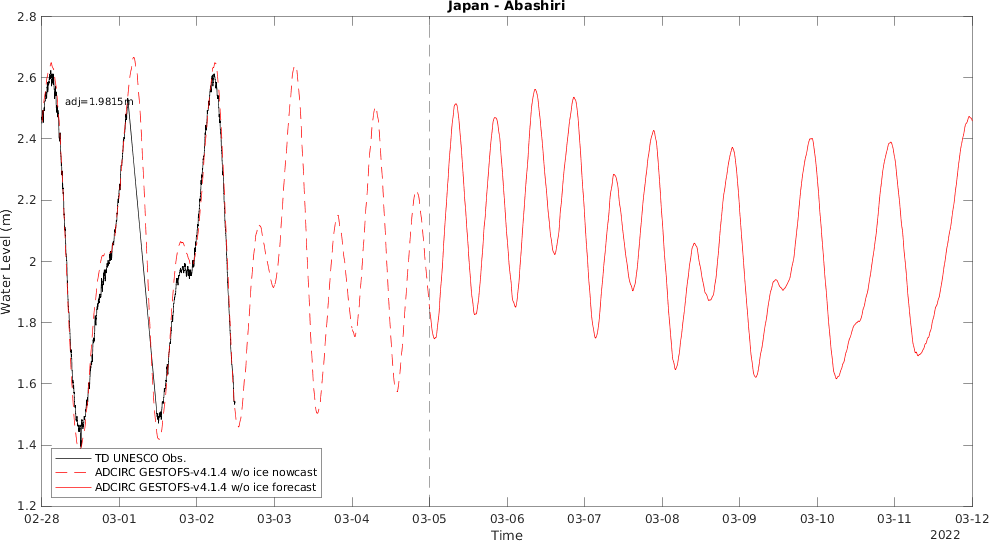 Japan - Abashiri
2.8
2.6
2.4
2.2
2
1.8
1.6
1.4
1.2
Water Level (m)
adj=1.9815m
TD UNESCO Obs.
ADCIRC GESTOFS-v4.1.4 w/o ice nowcast
ADCIRC GESTOFS-v4.1.4 w/o ice forecast
02-28 03-01 03-02 03-03 03-04 03-05 03-06 03-07 03-08 03-09 03-10 03-11 03-12
Time
2022